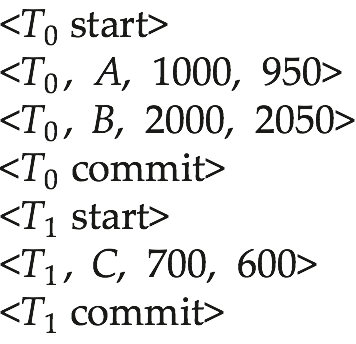 <T₀ start>
<T₀, A, 1000, 950>
<T₀, B, 2000, 2050>
<T₀ commit>
<T₁ start>
<T₁, C, 700, 600>
<T₁ commit>